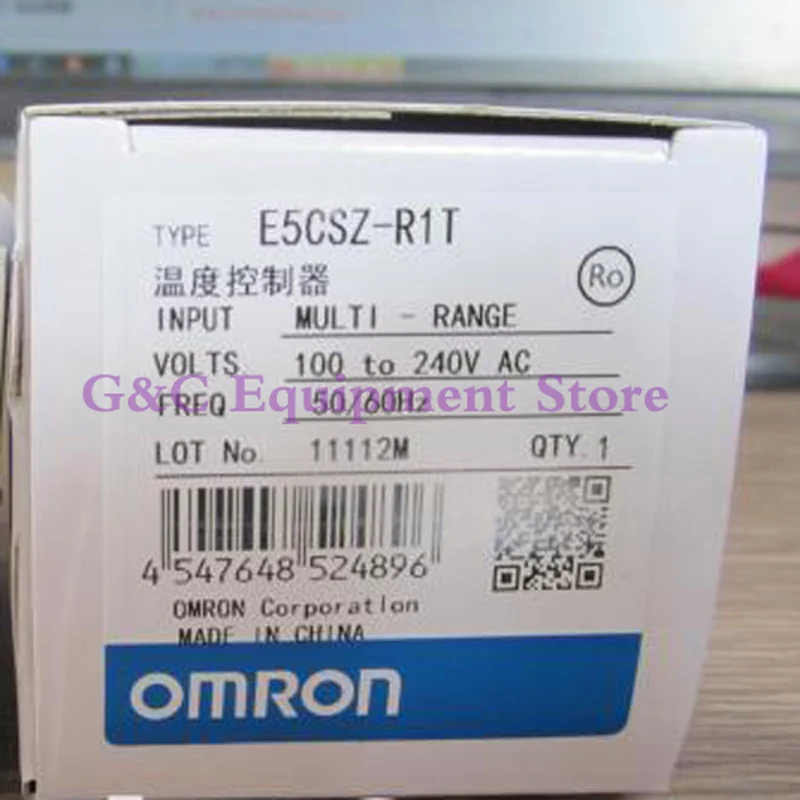 TYPE E5CSZ-R1T
温度控制器
Ro
INPUT MULTI - RANGE
VOLTS 100 to 240V AC
G&C Equipment Store
FREQ 50/60Hz
LOT No. 11112M QTY.1
4 547648 524896
OMRON Corporation
MADE IN CHINA
OMRON